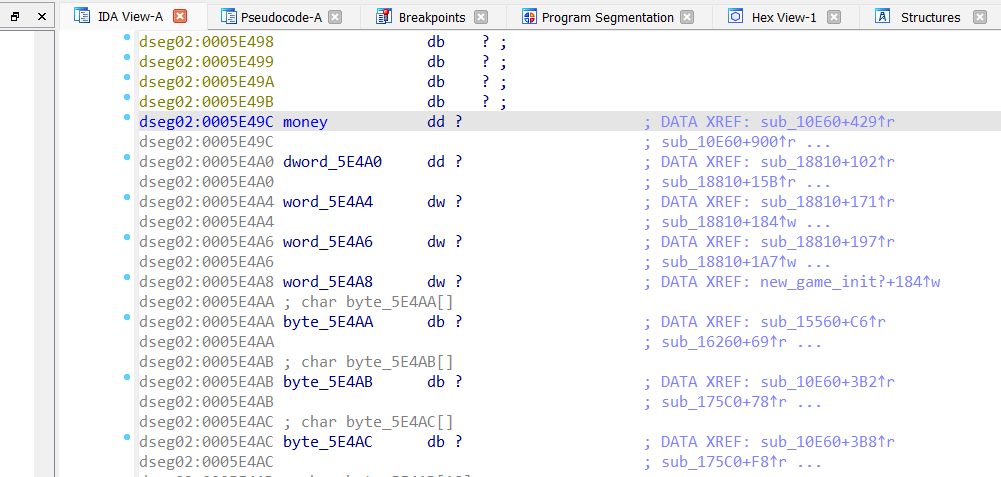 IDA View-A Pseudocode-A Breakpoints Program Segmentation Hex View-1 Structures
dseg02:0005E498 db ? ;
dseg02:0005E499 db ? ;
dseg02:0005E49A db ? ;
dseg02:0005E49B db ? ;
dseg02:0005E49C money dd ? ; DATA XREF: sub_10E60+429↑r
dseg02:0005E49C ; sub_10E60+900↑r ...
dseg02:0005E4A0 dword_5E4A0 dd ? ; DATA XREF: sub_18810+102↑r
dseg02:0005E4A0 ; sub_18810+15B↑r ...
dseg02:0005E4A4 word_5E4A4 dw ? ; DATA XREF: sub_18810+171↑r
dseg02:0005E4A4 ; sub_18810+184↑w ...
dseg02:0005E4A6 word_5E4A6 dw ? ; DATA XREF: sub_18810+197↑r
dseg02:0005E4A6 ; sub_18810+1A7↑w ...
dseg02:0005E4A8 word_5E4A8 dw ? ; DATA XREF: new_game_init?+184↑w
dseg02:0005E4AA ; char byte_5E4AA[]
dseg02:0005E4AA byte_5E4AA db ? ; DATA XREF: sub_15560+C6↑r
dseg02:0005E4AA ; sub_16260+69↑r ...
dseg02:0005E4AB ; char byte_5E4AB[]
dseg02:0005E4AB byte_5E4AB db ? ; DATA XREF: sub_10E60+3B2↑r
dseg02:0005E4AB ; sub_175C0+78↑r ...
dseg02:0005E4AC ; char byte_5E4AC[]
dseg02:0005E4AC byte_5E4AC db ? ; DATA XREF: sub_10E60+3B8↑r
dseg02:0005E4AC ; sub_175C0+F8↑r ...